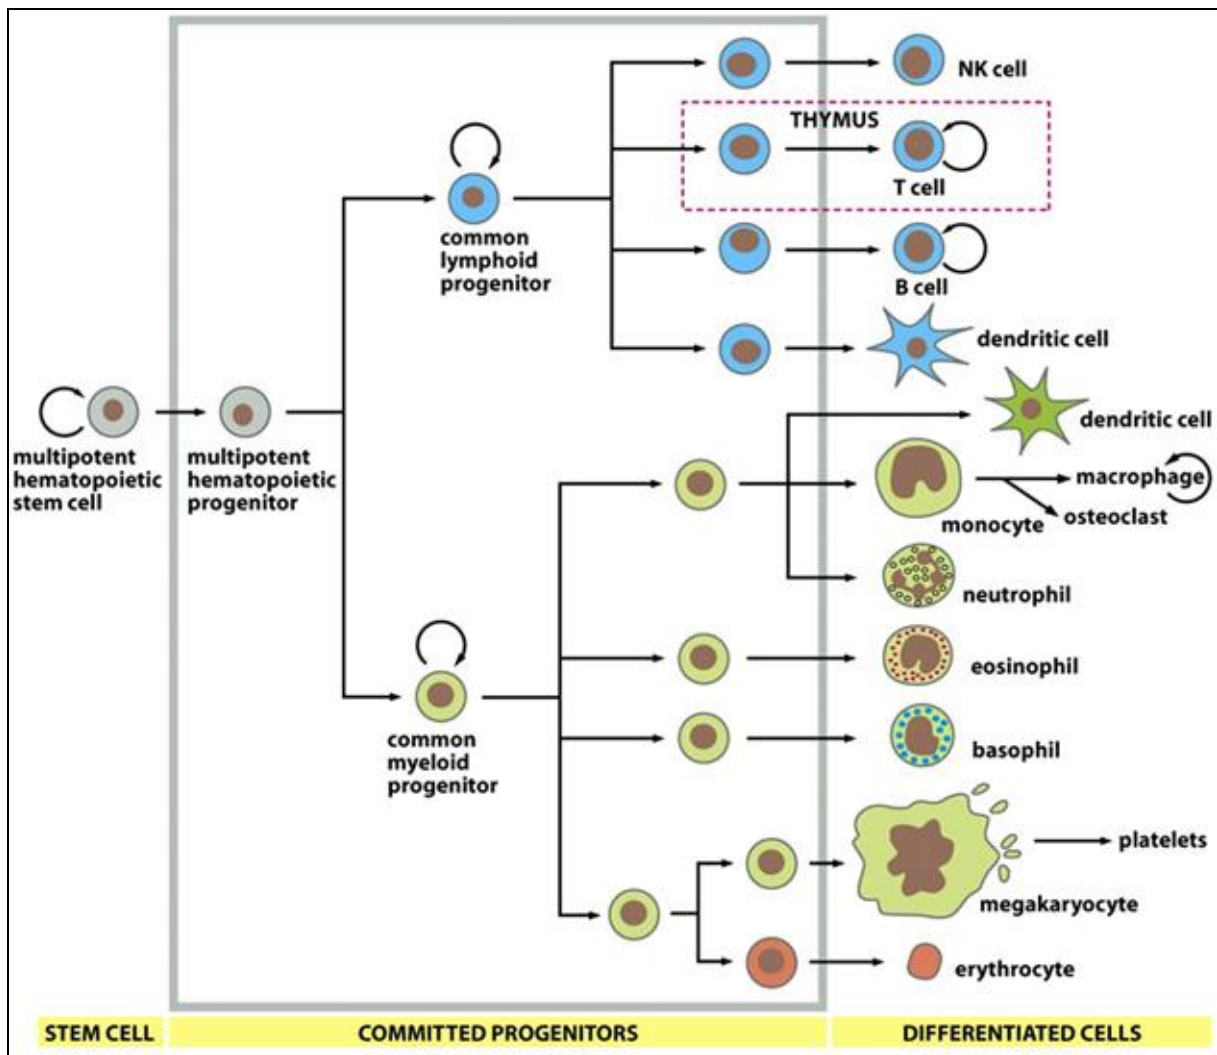 NK cell
THYMUS
T cell
common
lymphoid
progenitor
B cell
dendritic cell
dendritic cell
multipotent
hematopoietic
stem cell
multipotent
hematopoietic
progenitor
macrophage
monocyte
osteoclast
neutrophil
eosinophil
common
myeloid
progenitor
basophil
platelets
megakaryocyte
erythrocyte
STEM CELL
COMMITTED PROGENITORS
DIFFERENTIATED CELLS